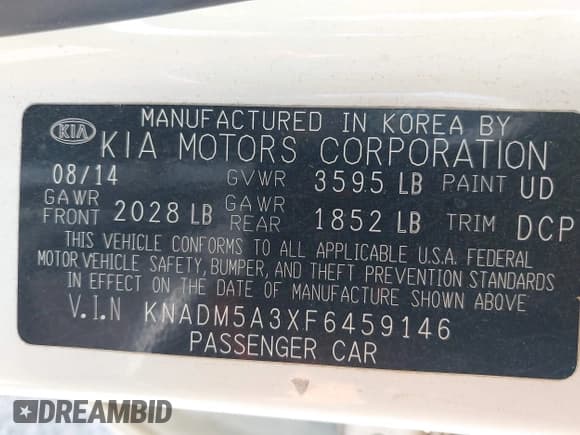 MANUFACTURED IN KOREA BY
KIA KIA MOTORS CORPORATION
08/14 GVWR 3595 LB PAINT UD
GAWR FRONT 2028 LB GAWR REAR 1852 LB TRIM DCP
THIS VEHICLE CONFORMS TO ALL APPLICABLE U.S.A. FEDERAL
MOTOR VEHICLE SAFETY, BUMPER, AND THEFT PREVENTION STANDARDS
IN EFFECT ON THE DATE OF MANUFACTURE SHOWN ABOVE
V.I.N KNADM5A3XF6459146
PASSENGER CAR
DREAMBID